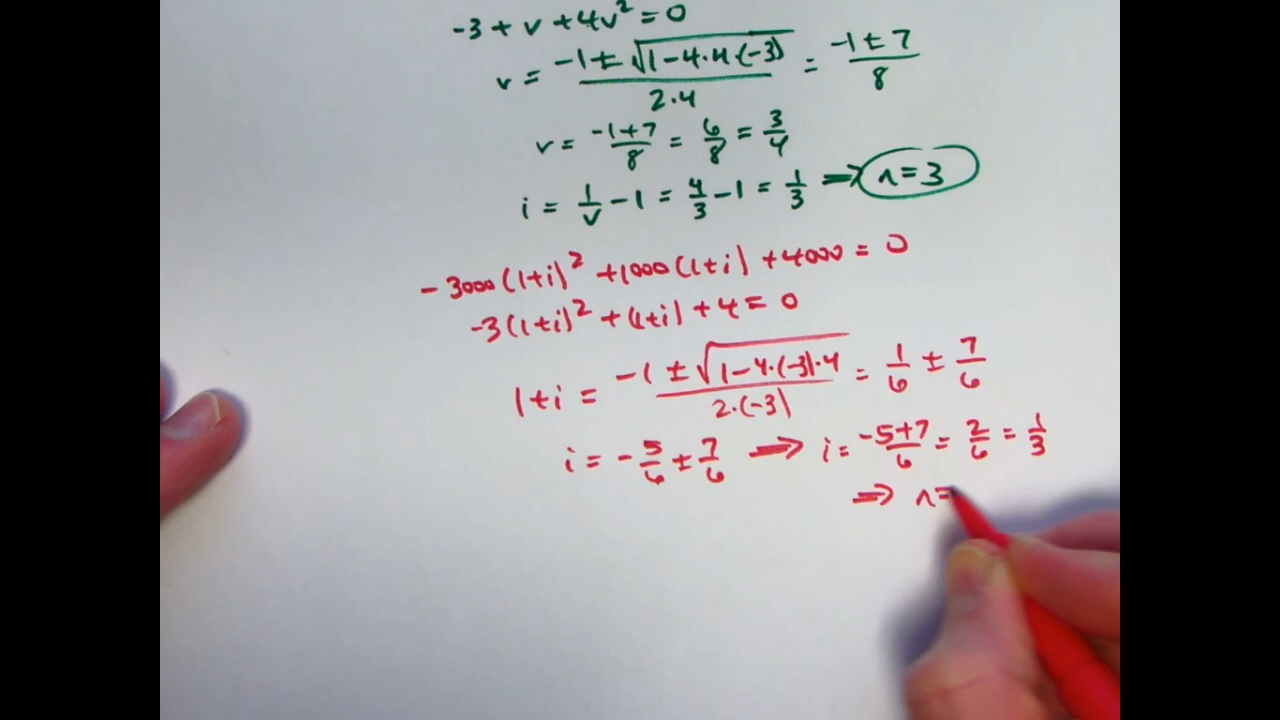 -3 + v + 4v² = 0
v = (-1 ± √(1-4·4(-3)))/(2·4) = (-1 ± 7)/8
v = (-1+7)/8 = 6/8 = 3/4
i = 1/v - 1 = 4/3 - 1 = 1/3 ⇒ n=3
-3000(1+i)² + 1000(1+i) + 4000 = 0
-3(1+i)² + (1+i) + 4 = 0
1+i = (-1 ± √(1-4·(-3)·4))/(2·(-3)) = 1/6 ± 7/6
i = -5/6 ± 7/6 ⇒ i = (-5+7)/6 = 2/6 = 1/3
⇒ n=